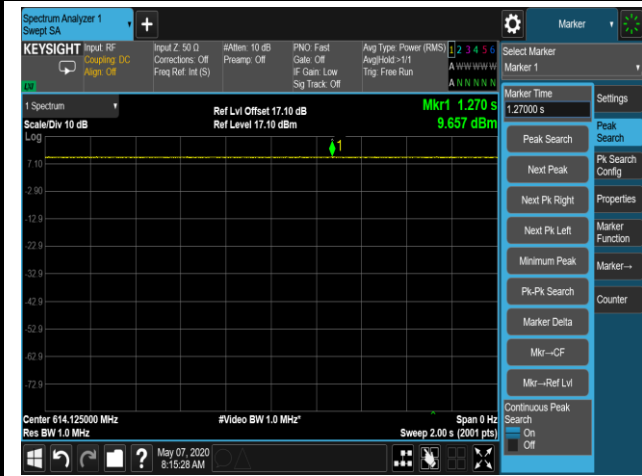 Spectrum Analyzer 1
Swept SA
Marker
KEYSIGHT
Input: RF
Coupling: DC
Align: Off
Input Z: 50 Ω
Corrections: Off
Freq Ref: Int (S)
#Atten: 10 dB
Preamp: Off
PNO: Fast
Gate: Off
IF Gain: Low
Sig Track: Off
Avg Type: Power (RMS)
Avg|Hold:>1/1
Trig: Free Run
1 2 3 4 5 6
A W W W W W
A N N N N N
Select Marker
Marker 1
1 Spectrum
Scale/Div 10 dB
Log
Ref Lvl Offset 17.10 dB
Ref Level 17.10 dBm
Mkr1 1.270 s
9.657 dBm
1
7.10
-2.90
-12.9
-22.9
-32.9
-42.9
-52.9
-62.9
-72.9
Center 614.125000 MHz
Res BW 1.0 MHz
#Video BW 1.0 MHz*
Span 0 Hz
Sweep 2.00 s (2001 pts)
Marker Time
1.27000 s
Peak Search
Next Peak
Next Pk Right
Next Pk Left
Minimum Peak
Pk-Pk Search
Marker Delta
Mkr→CF
Mkr→Ref Lvl
Continuous Peak
Search
On
Off
Settings
Peak
Search
Pk Search
Config
Properties
Marker
Function
Marker→
Counter
?
May 07, 2020
8:15:28 AM